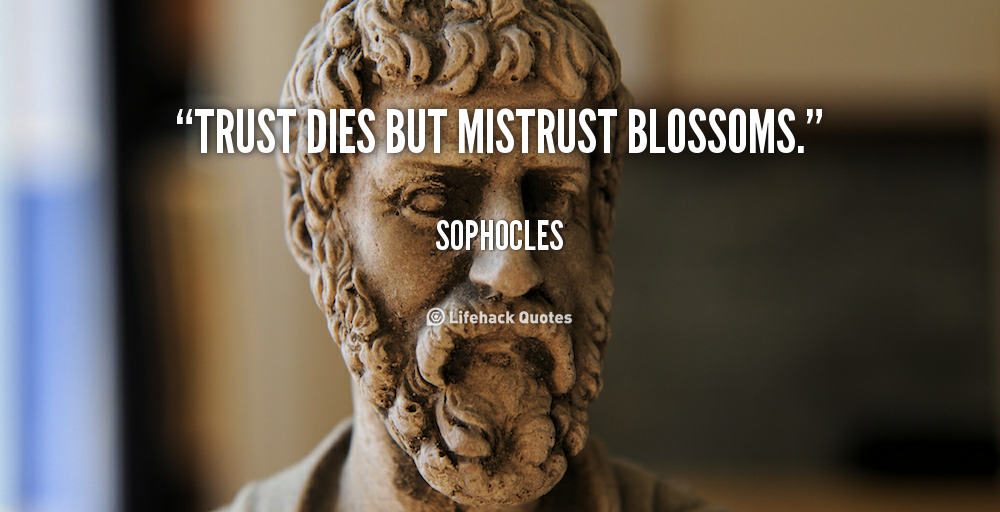 “TRUST DIES BUT MISTRUST BLOSSOMS.”
SOPHOCLES
© Lifehack Quotes